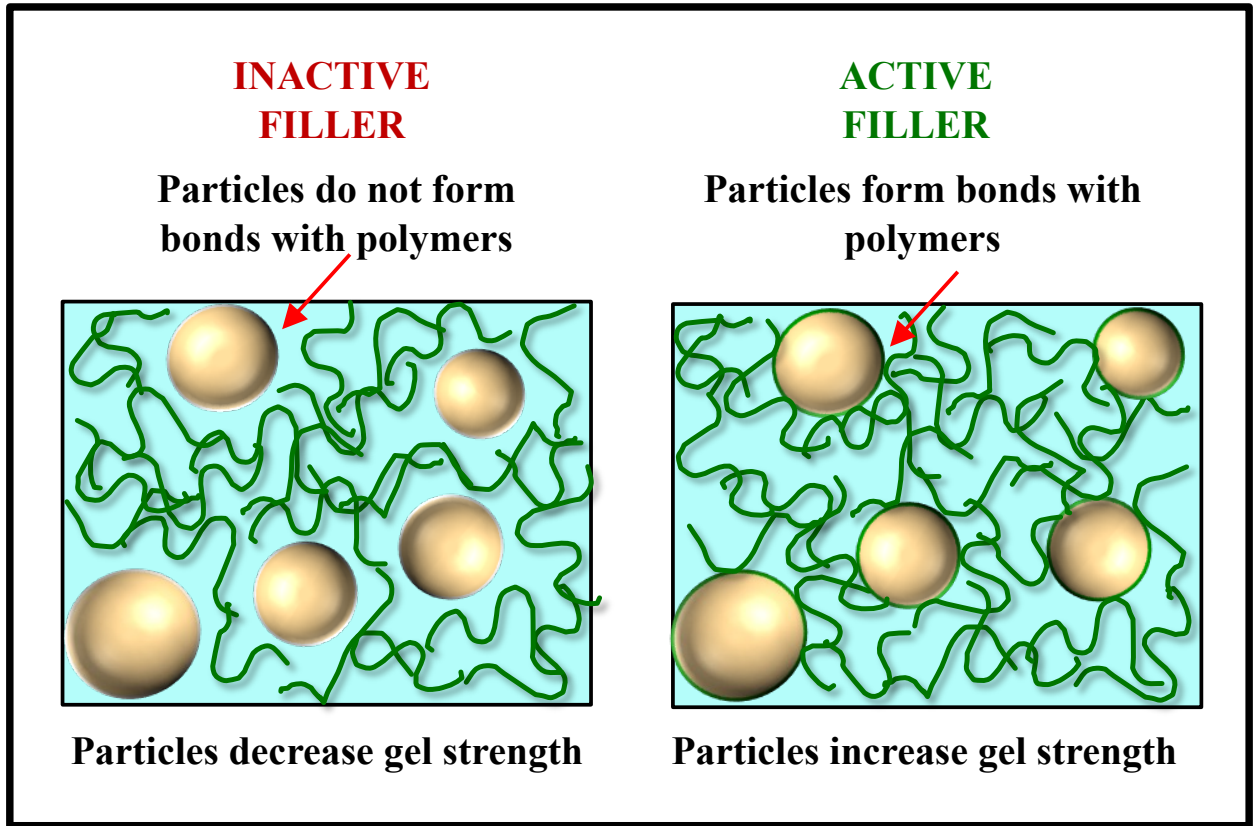 INACTIVE
FILLER
Particles do not form
bonds with polymers
Particles decrease gel strength
ACTIVE
FILLER
Particles form bonds with
polymers
Particles increase gel strength